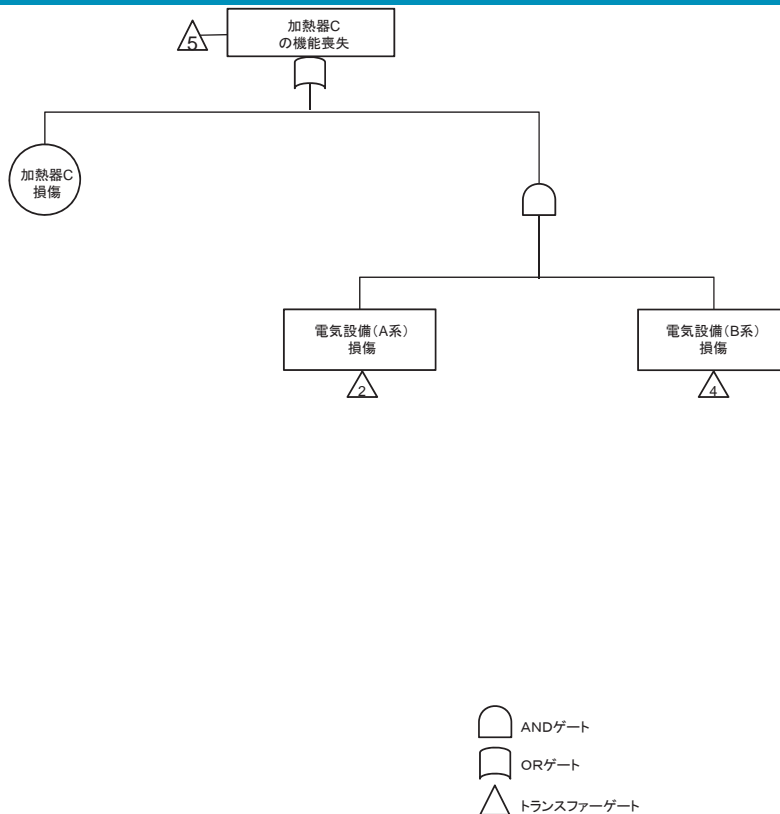 5
加熱器C
の機能喪失
加熱器C
損傷
電気設備(A系)
損傷
2
電気設備(B系)
損傷
4
ANDゲート
ORゲート
トランスファーゲート